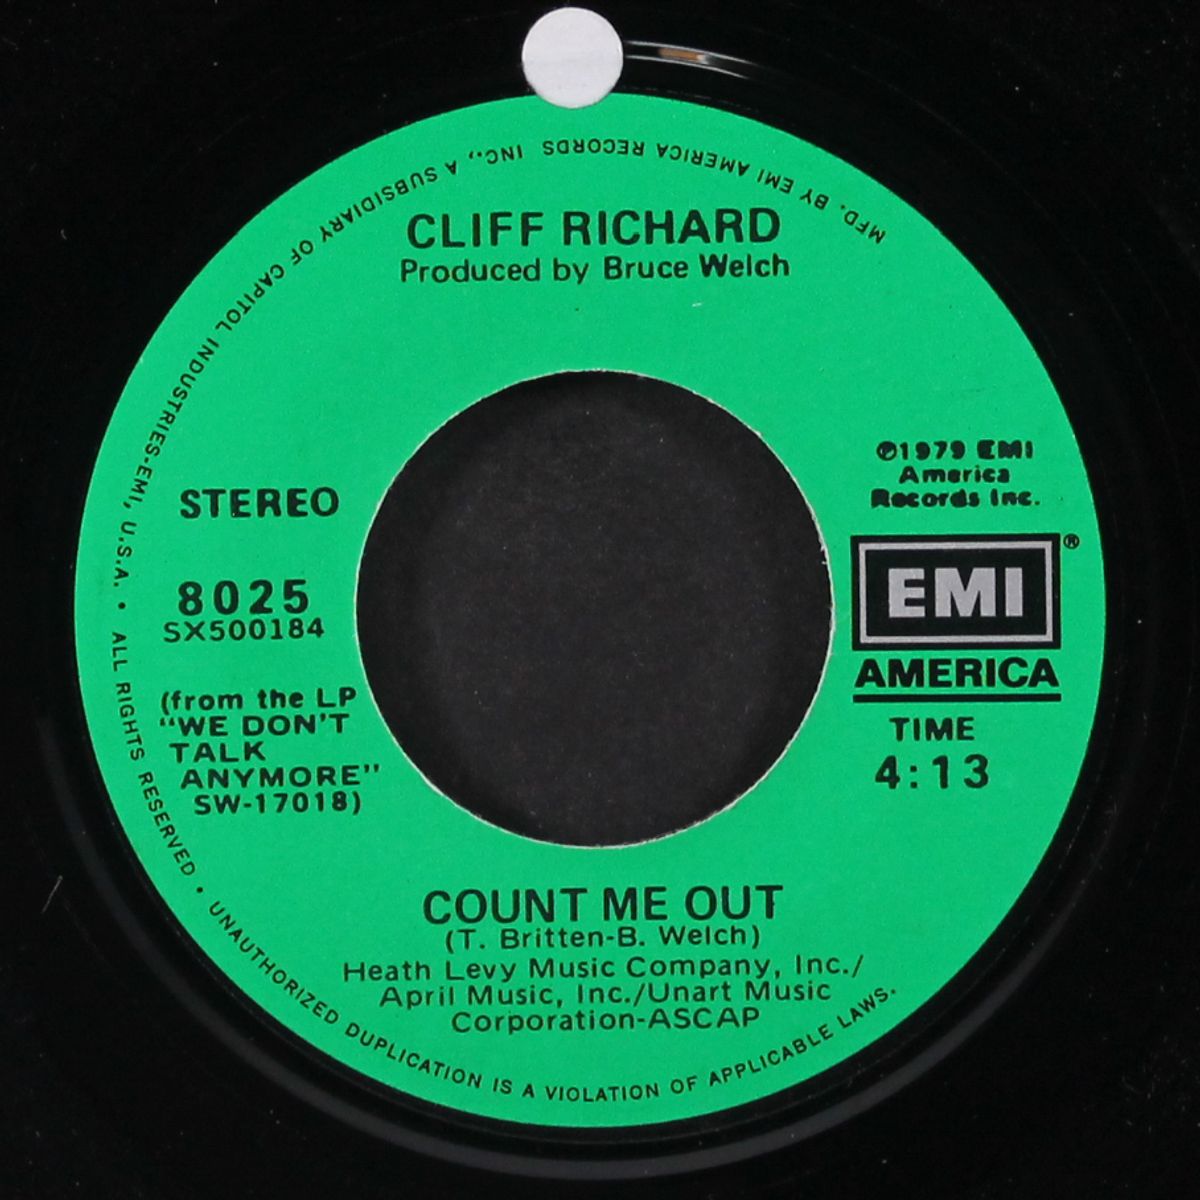 MFD. BY EMI AMERICA RECORDS INC., A SUBSIDIARY OF CAPITOL INDUSTRIES-EMI, U.S.A. • ALL RIGHTS RESERVED • UNAUTHORIZED DUPLICATION IS A VIOLATION OF APPLICABLE LAWS.
CLIFF RICHARD
Produced by Bruce Welch
STEREO
8025
SX500184
(from the LP
"WE DON'T
TALK
ANYMORE"
SW-17018)
℗1979 EMI
America
Records Inc.
EMI®
AMERICA
TIME
4:13
COUNT ME OUT
(T. Britten-B. Welch)
Heath Levy Music Company, Inc./
April Music, Inc./Unart Music
Corporation-ASCAP